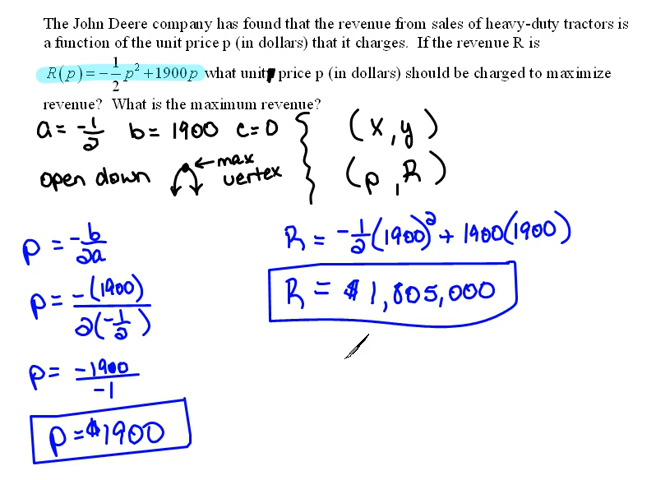 The John Deere company has found that the revenue from sales of heavy-duty tractors is
a function of the unit price p (in dollars) that it charges. If the revenue R is
R(p) = -1/2 p² + 1900p what unit price p (in dollars) should be charged to maximize
revenue? What is the maximum revenue?
a = -1/2 b = 1900 c = 0
(x, y)
open down max vertex
(p, R)
p = -b/2a
p = -(1900)/2(-1/2)
p = -1900/-1
p = $1900
R = -1/2(1900)² + 1900(1900)
R = $1,805,000